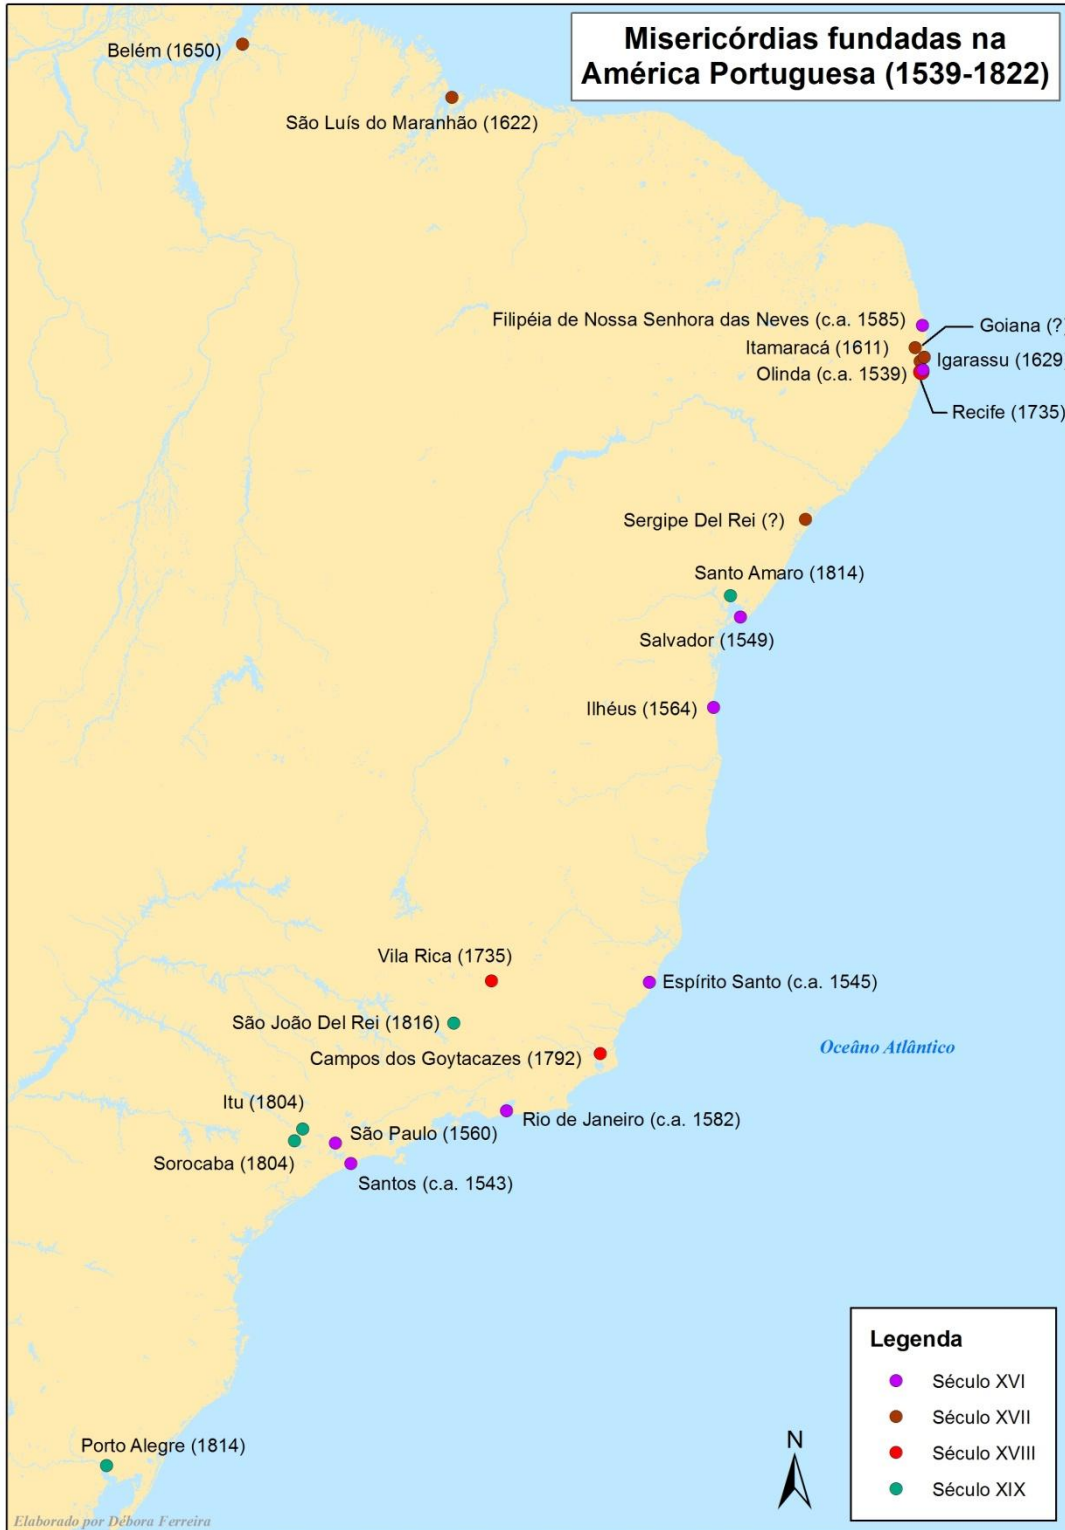 Misericórdias fundadas na
América Portuguesa (1539-1822)
Belém (1650)
São Luís do Maranhão (1622)
Filipéia de Nossa Senhora das Neves (c.a. 1585)
Goiana (?)
Itamaracá (1611)
Igarassu (1629)
Olinda (c.a. 1539)
Recife (1735)
Sergipe Del Rei (?)
Santo Amaro (1814)
Salvador (1549)
Ilhéus (1564)
Vila Rica (1735)
Espírito Santo (c.a. 1545)
São João Del Rei (1816)
Oceâno Atlântico
Campos dos Goytacazes (1792)
Itu (1804)
Rio de Janeiro (c.a. 1582)
São Paulo (1560)
Sorocaba (1804)
Santos (c.a. 1543)
Legenda
Século XVI
Século XVII
Século XVIII
Século XIX
N
Porto Alegre (1814)
Elaborado por Débora Ferreira